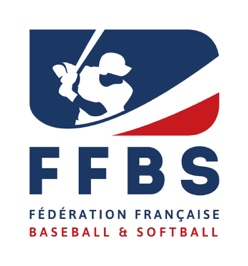 FFBS
FÉDÉRATION FRANÇAISE
BASEBALL & SOFTBALL